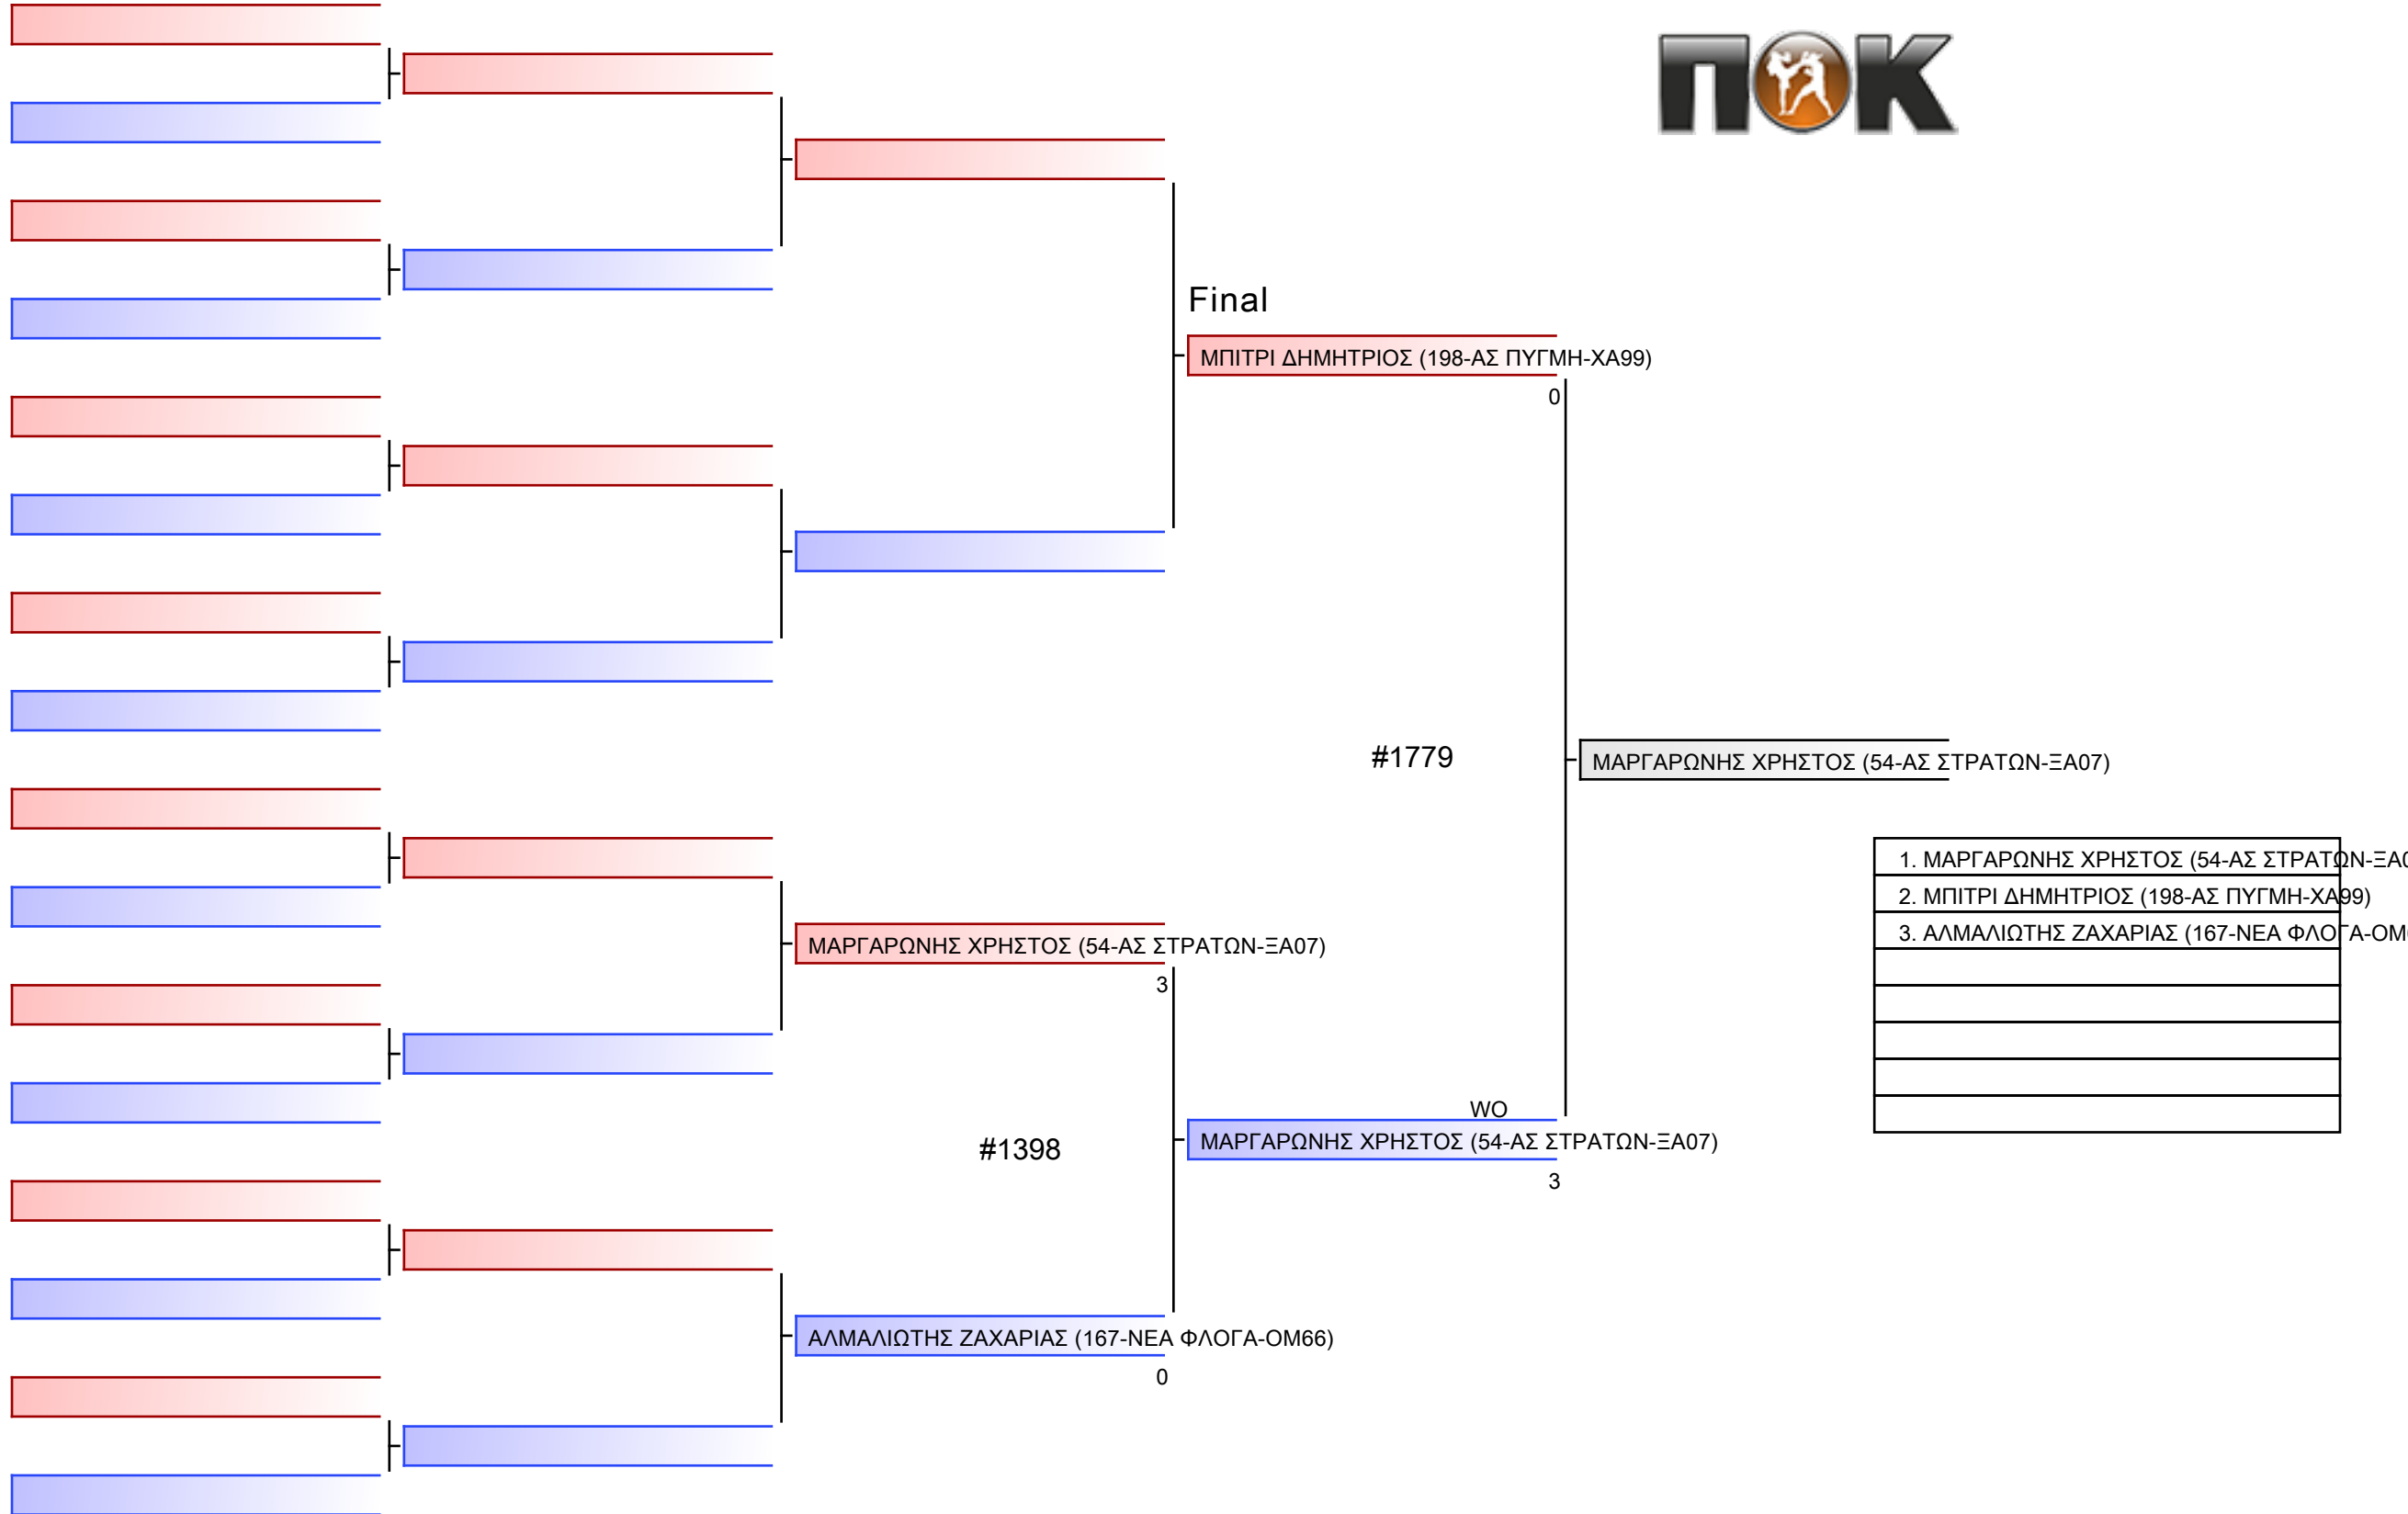 ΠΟΚ
Final
ΜΠΙΤΡΙ ΔΗΜΗΤΡΙΟΣ (198-ΑΣ ΠΥΓΜΗ-ΧΑ99)
0
#1779
ΜΑΡΓΑΡΩΝΗΣ ΧΡΗΣΤΟΣ (54-ΑΣ ΣΤΡΑΤΩΝ-ΞΑ07)
1. ΜΑΡΓΑΡΩΝΗΣ ΧΡΗΣΤΟΣ (54-ΑΣ ΣΤΡΑΤΩΝ-ΞΑ0
2. ΜΠΙΤΡΙ ΔΗΜΗΤΡΙΟΣ (198-ΑΣ ΠΥΓΜΗ-ΧΑ99)
3. ΑΛΜΑΛΙΩΤΗΣ ΖΑΧΑΡΙΑΣ (167-ΝΕΑ ΦΛΟΓΑ-ΟΜ
ΜΑΡΓΑΡΩΝΗΣ ΧΡΗΣΤΟΣ (54-ΑΣ ΣΤΡΑΤΩΝ-ΞΑ07)
3
WO
#1398
ΜΑΡΓΑΡΩΝΗΣ ΧΡΗΣΤΟΣ (54-ΑΣ ΣΤΡΑΤΩΝ-ΞΑ07)
3
ΑΛΜΑΛΙΩΤΗΣ ΖΑΧΑΡΙΑΣ (167-ΝΕΑ ΦΛΟΓΑ-ΟΜ66)
0